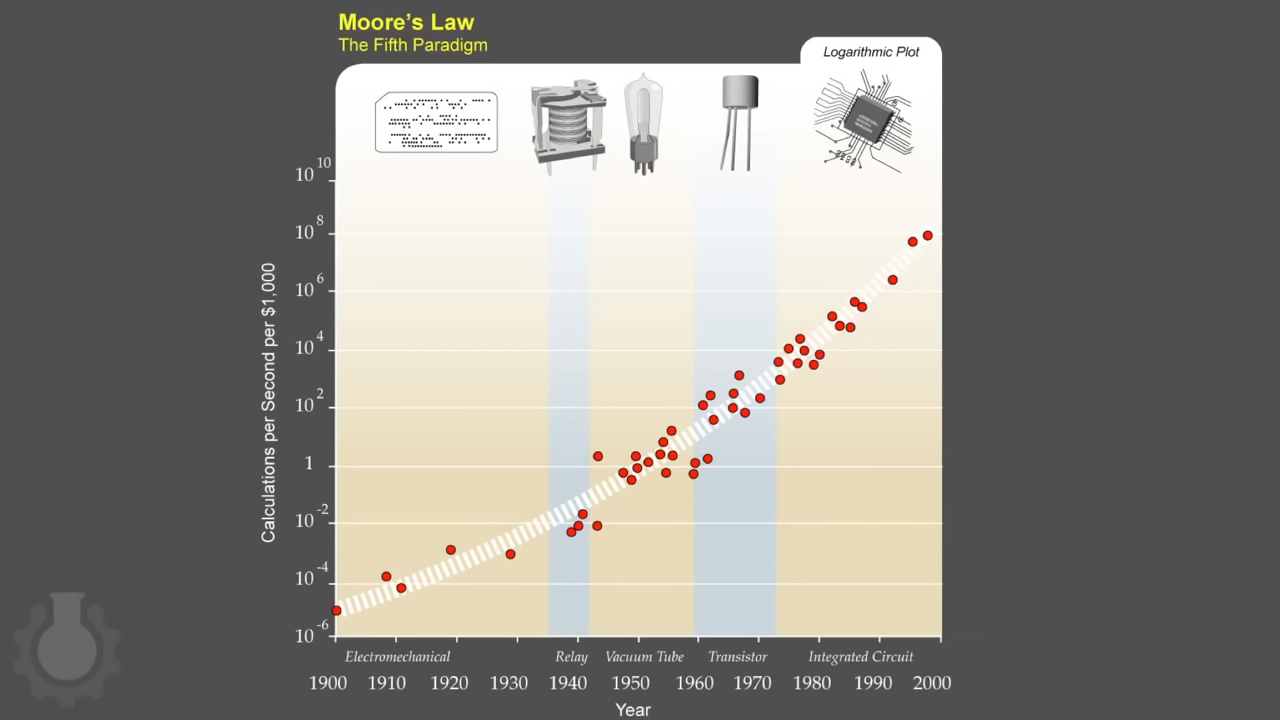 Moore's Law
The Fifth Paradigm
Logarithmic Plot
Calculations per Second per $1,000
10^10
10^8
10^6
10^4
10^2
1
10^-2
10^-4
10^-6
Electromechanical Relay Vacuum Tube Transistor Integrated Circuit
1900 1910 1920 1930 1940 1950 1960 1970 1980 1990 2000
Year